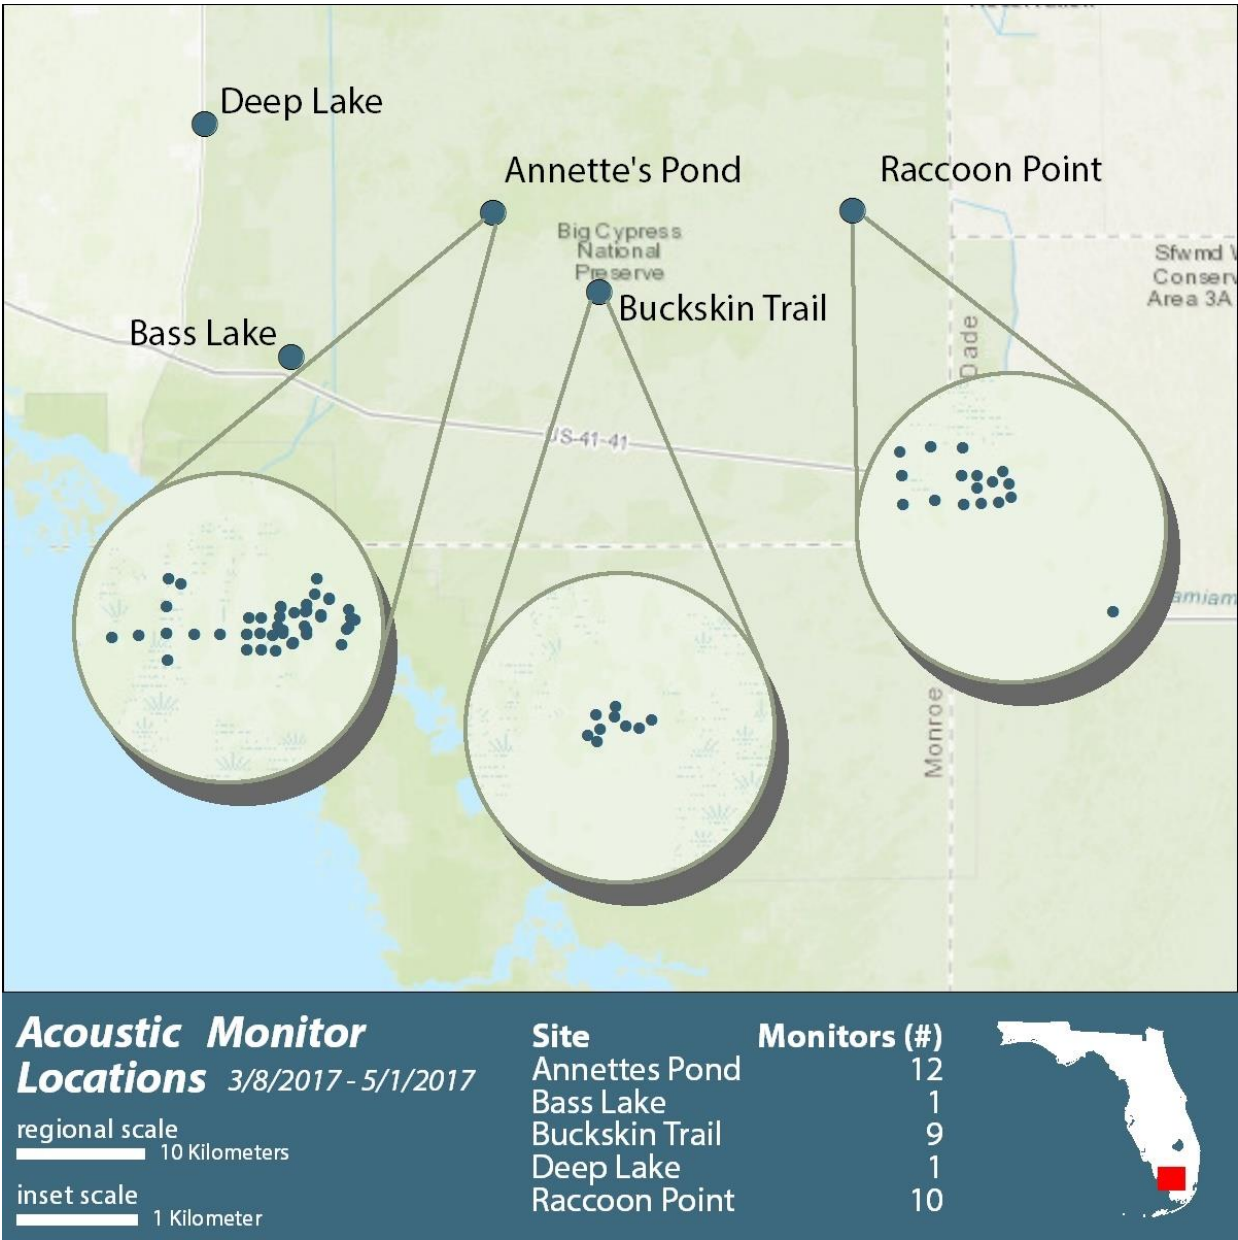 Deep Lake
Annette's Pond
Raccoon Point
Big Cypress
National
Preserve
Sfwmd
Conserv
Area 3A
Buckskin Trail
Bass Lake
Dade
US-41-41
amiam
Monroe
Acoustic Monitor
Locations 3/8/2017 - 5/1/2017
regional scale
10 Kilometers
inset scale
1 Kilometer
Site Monitors (#)
Annettes Pond 12
Bass Lake 1
Buckskin Trail 9
Deep Lake 1
Raccoon Point 10